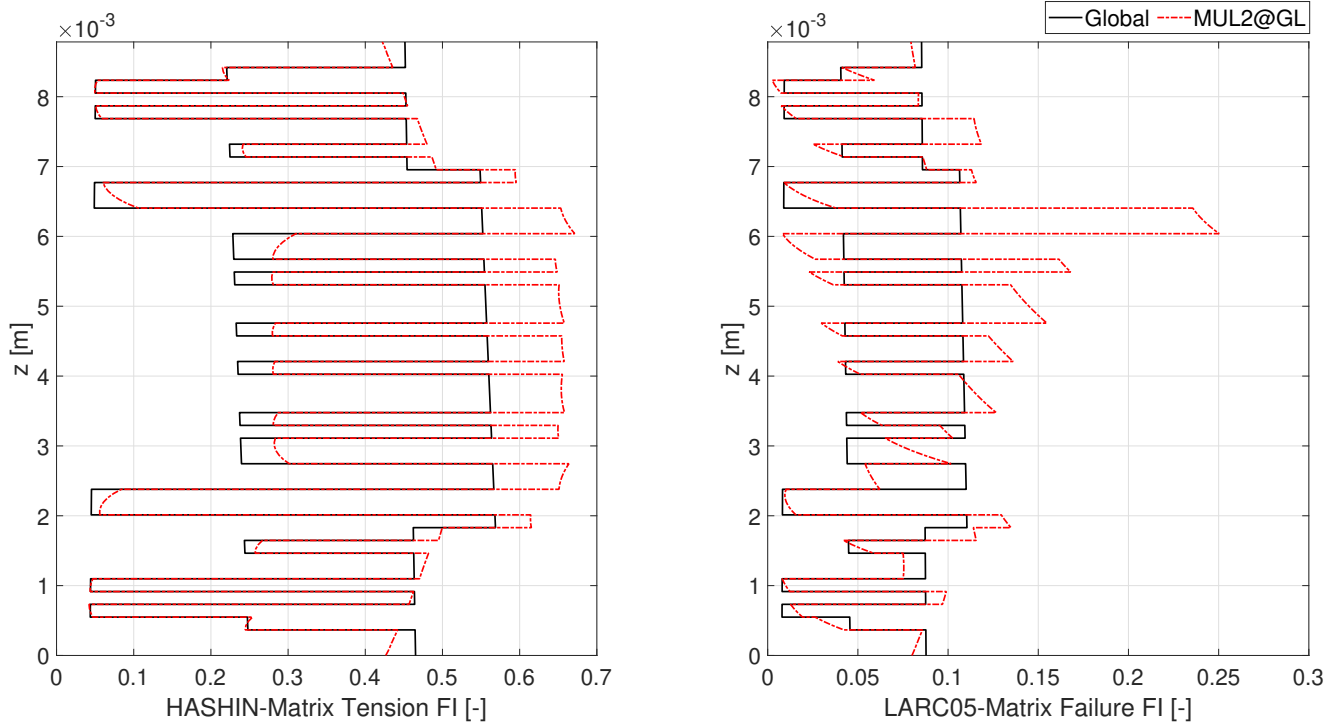 Global MUL2@GL
×10⁻³
8
7
6
5
4
3
2
1
0
z [m]
0 0.1 0.2 0.3 0.4 0.5 0.6 0.7
HASHIN-Matrix Tension FI [-]
×10⁻³
8
7
6
5
4
3
2
1
0
z [m]
0 0.05 0.1 0.15 0.2 0.25 0.3
LARC05-Matrix Failure FI [-]